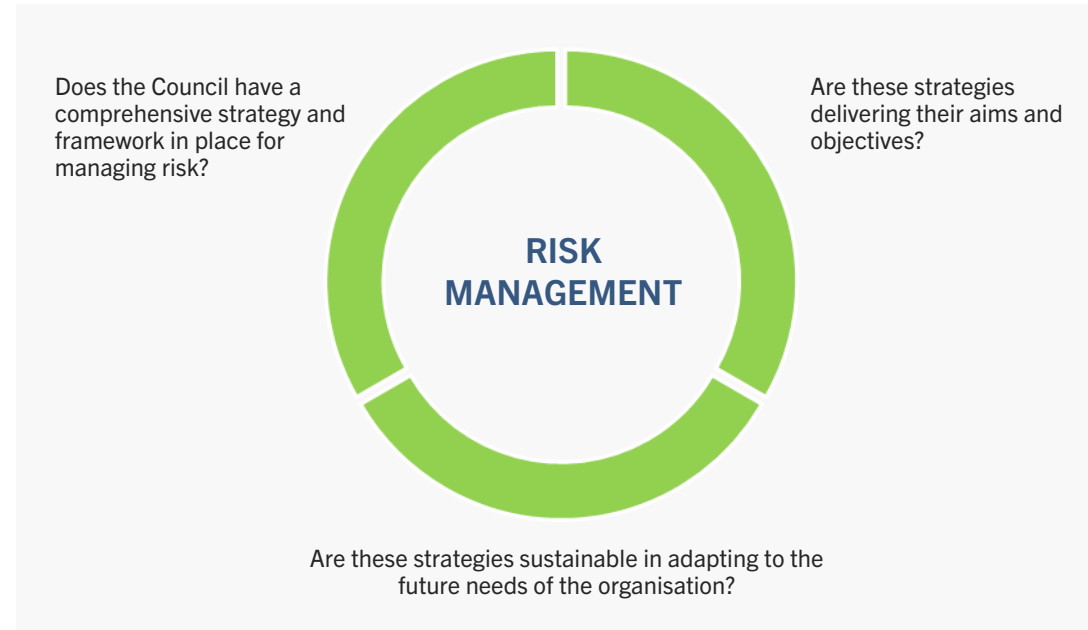 Does the Council have a
comprehensive strategy and
framework in place for
managing risk?
Are these strategies
delivering their aims and
objectives?
RISK
MANAGEMENT
Are these strategies sustainable in adapting to the
future needs of the organisation?